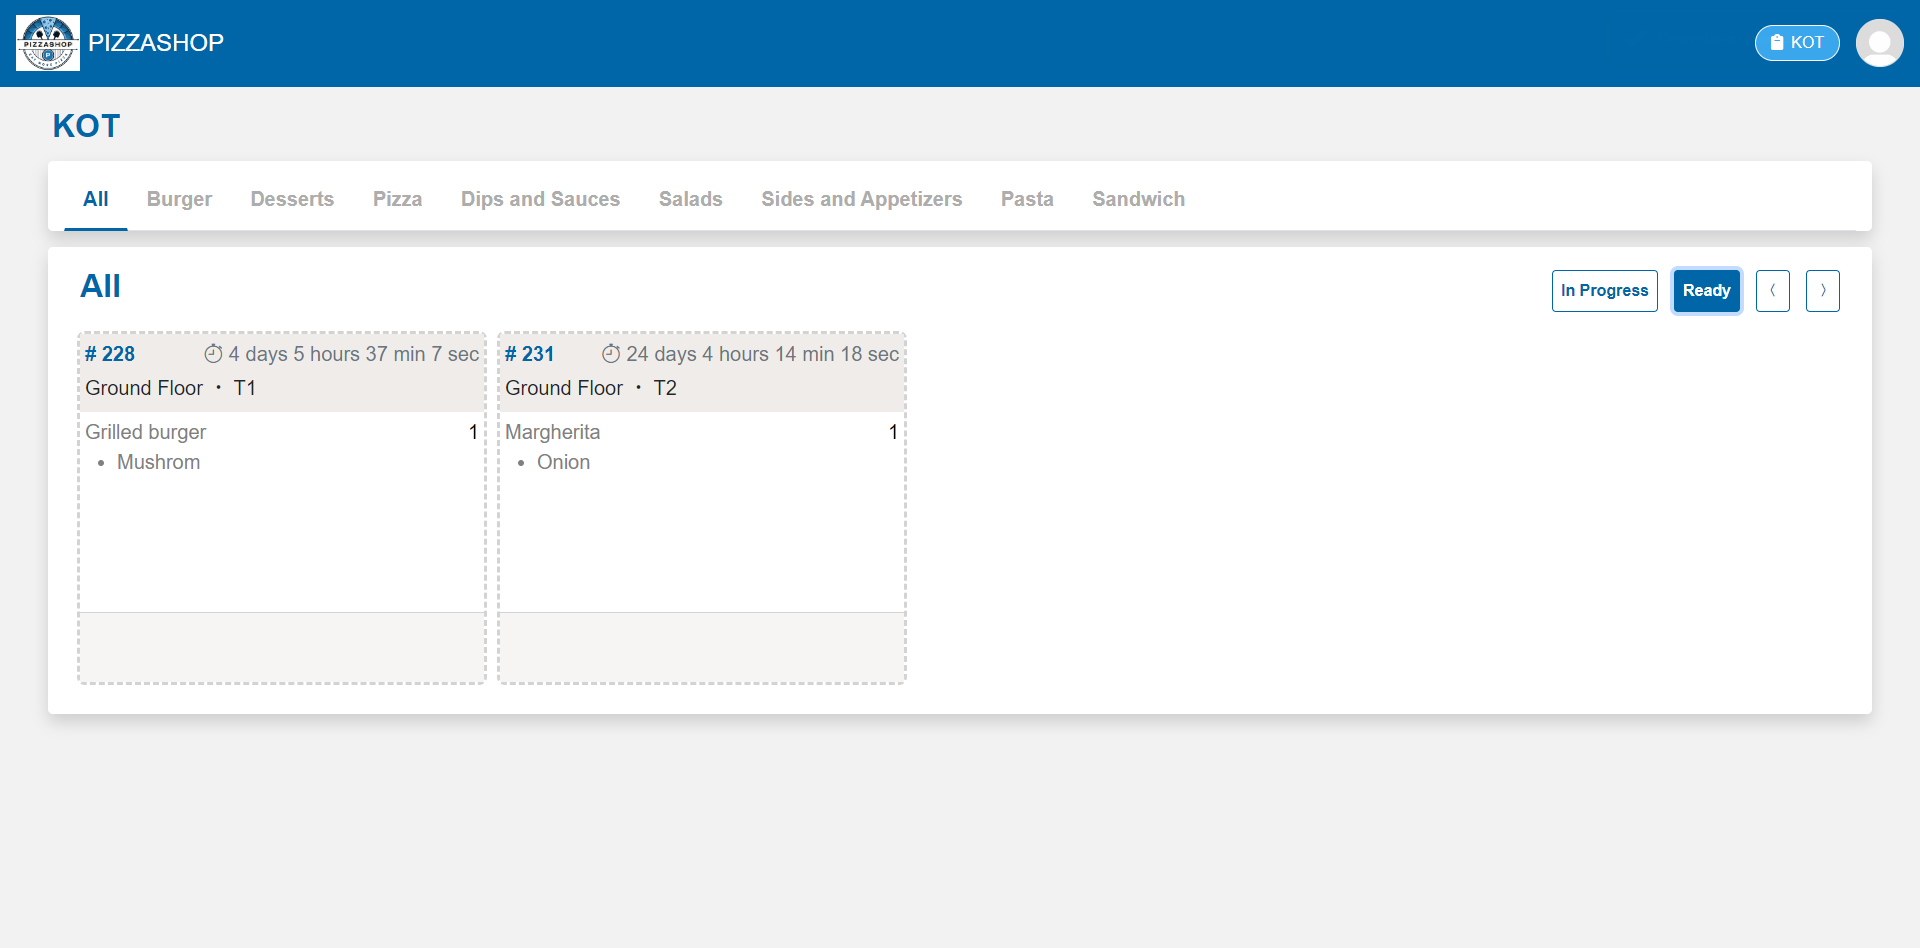 PIZZASHOP
PIZZASHOP
KOT
KOT
All Burger Desserts Pizza Dips and Sauces Salads Sides and Appetizers Pasta Sandwich
All
In Progress Ready 〈 〉
# 228 4 days 5 hours 37 min 7 sec
Ground Floor • T1
Grilled burger 1
• Mushrom
# 231 24 days 4 hours 14 min 18 sec
Ground Floor • T2
Margherita 1
• Onion